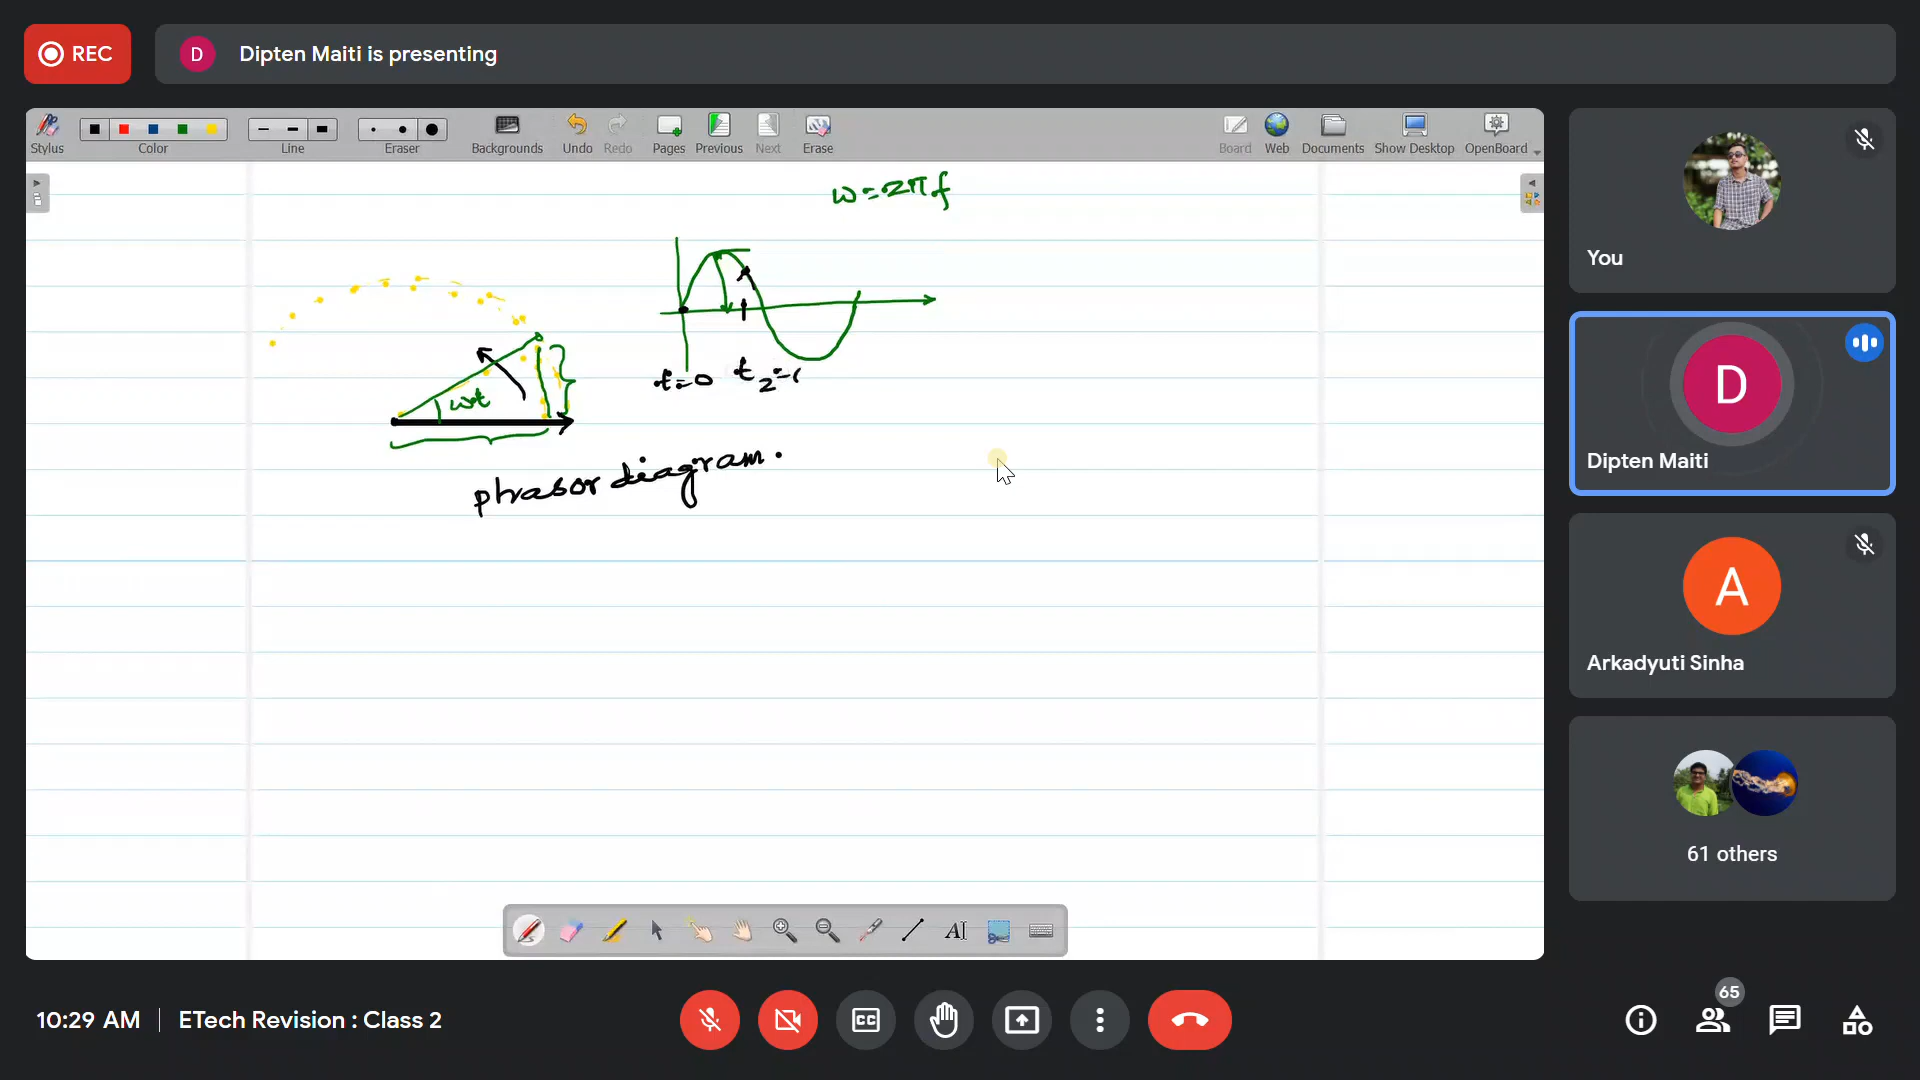 REC
D
Dipten Maiti is presenting
Stylus
Color
Line
Eraser
Backgrounds
Undo
Redo
Pages
Previous
Next
Erase
Board
Web
Documents
Show Desktop
OpenBoard
ω=2πf
t=0
ωt
phasor diagram.
You
D
Dipten Maiti
A
Arkadyuti Sinha
61 others
AI
10:29 AM
ETech Revision : Class 2
CC
65